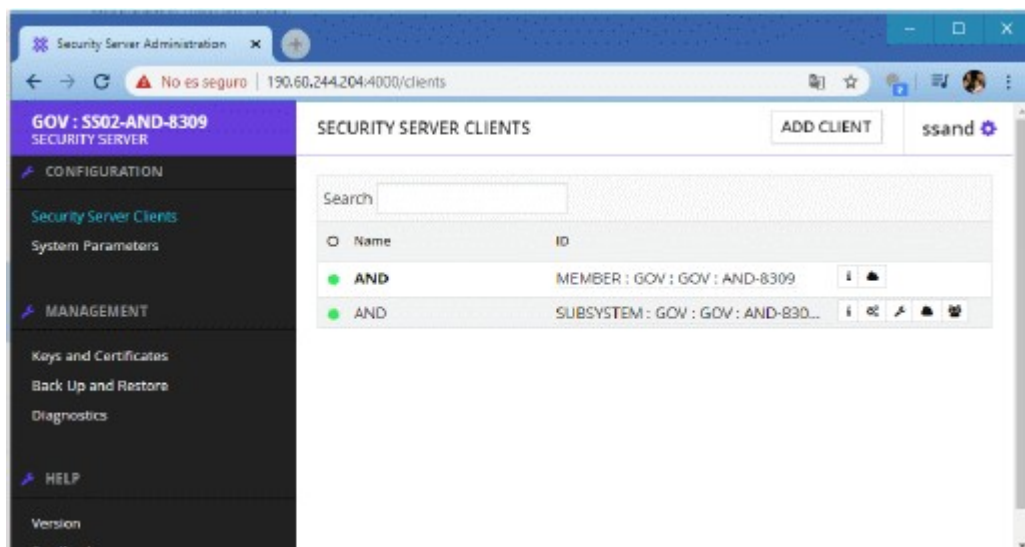 Security Server Administration
No es seguro | 190.60.244.204:4000/clients
GOV : SS02-AND-8309
SECURITY SERVER
SECURITY SERVER CLIENTS
ADD CLIENT
ssand
CONFIGURATION
Security Server Clients
System Parameters
Search
Name ID
AND MEMBER : GOV : GOV : AND-8309
AND SUBSYSTEM : GOV : GOV : AND-830...
MANAGEMENT
Keys and Certificates
Back Up and Restore
Diagnostics
HELP
Version